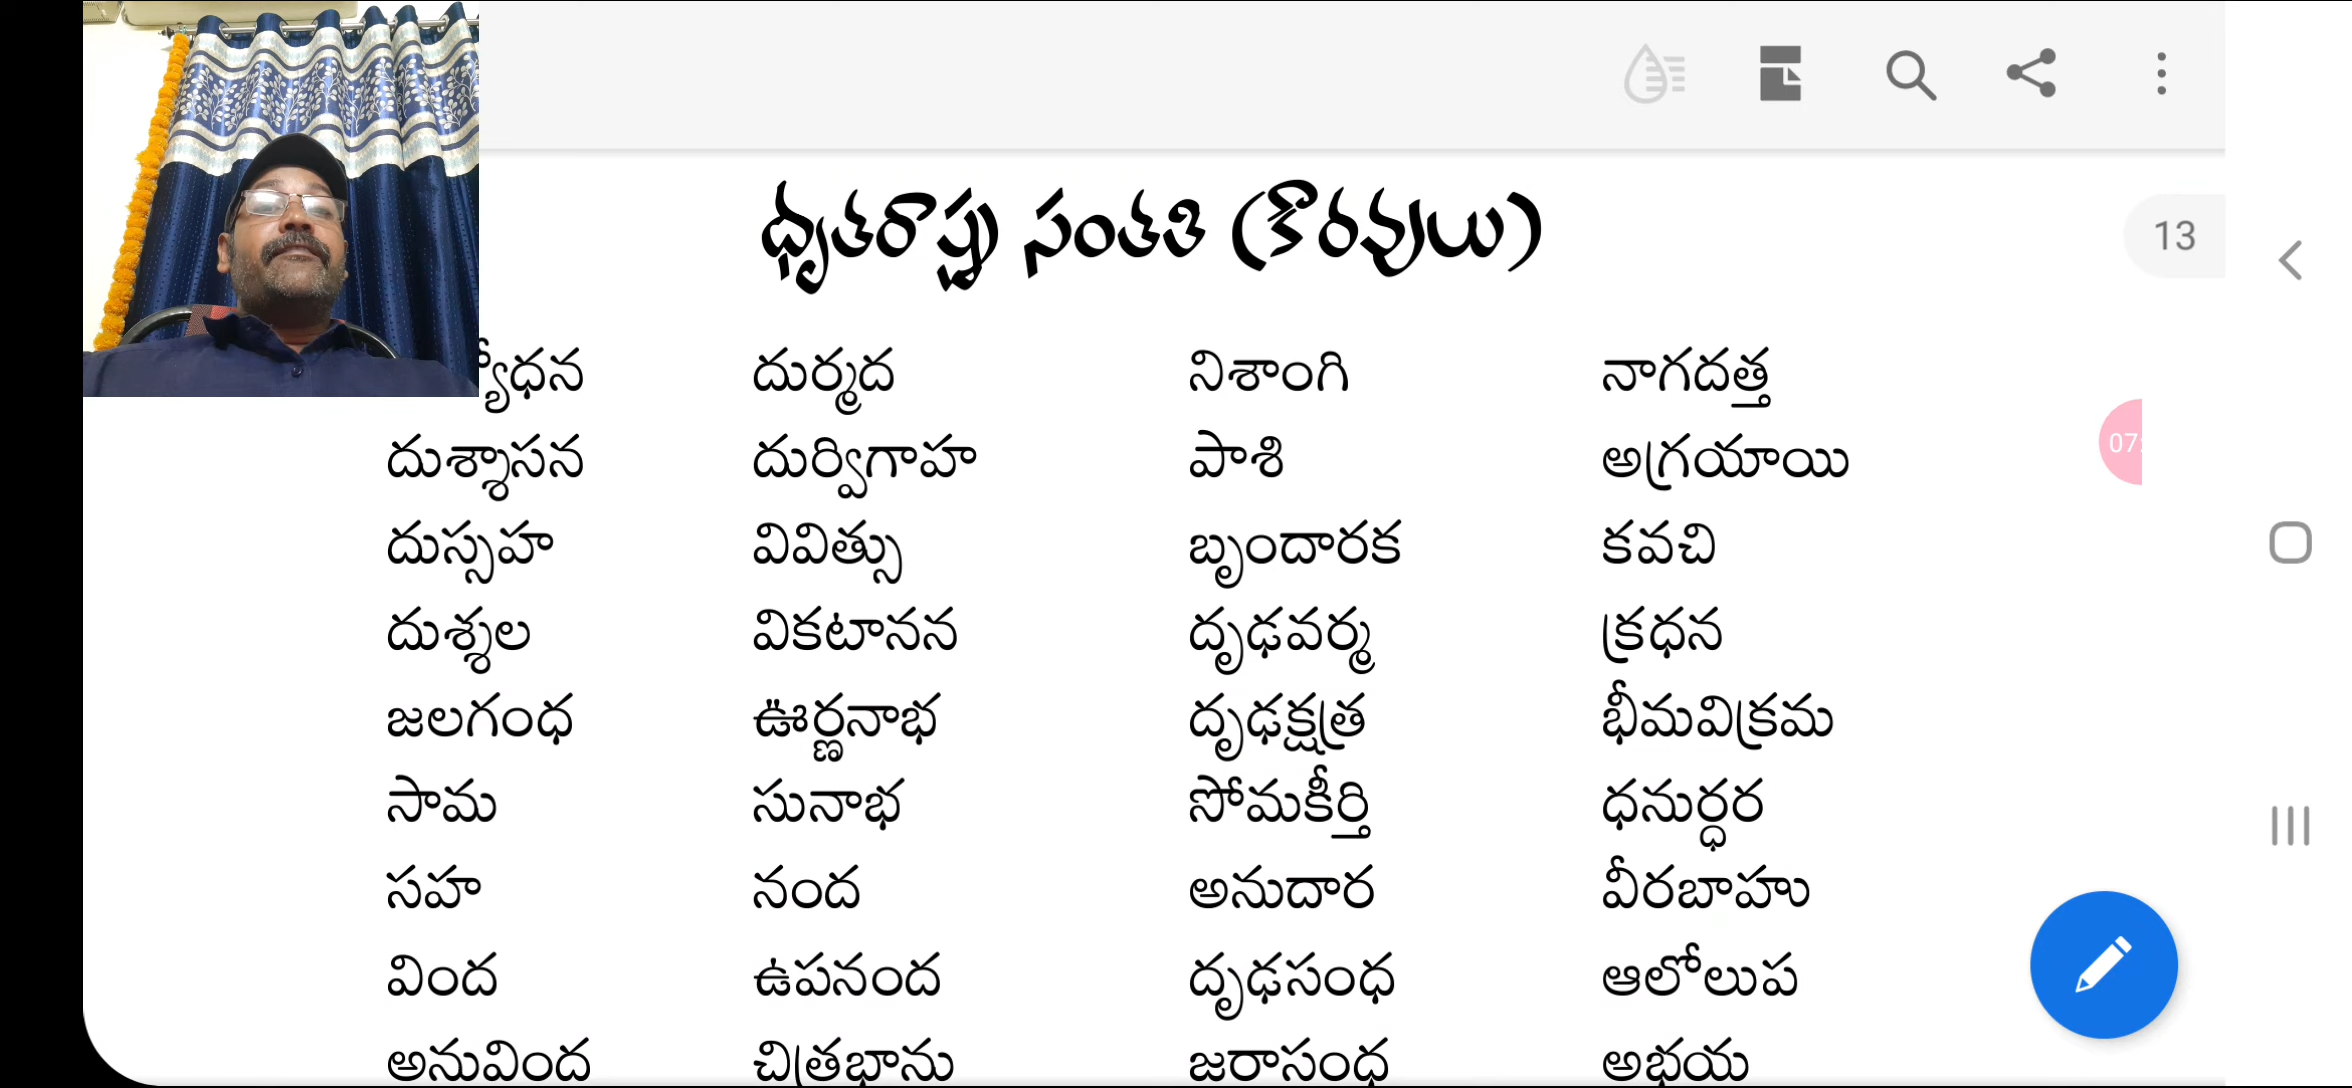 ధృతరాష్ట్ర సంతతి (కౌరవులు)
13
దుర్మద నిశాంగి నాగదత్త
07
దుశ్శాసన దుర్విగాహ పాశి అగ్రయాయి
దుస్సహ వివిత్సు బృందారక కవచి
దుశ్శల వికటానన దృఢవర్మ క్రధన
జలగంధ ఊర్ణనాభ దృఢక్షత్ర భీమవిక్రమ
సామ సునాభ సోమకీర్తి ధనుర్ధర
సహ నంద అనుదార వీరబాహు
వింద ఉపనంద దృఢసంధ ఆలోలుప
అనువింద చిత్రభాను జరాసంధ అభయ